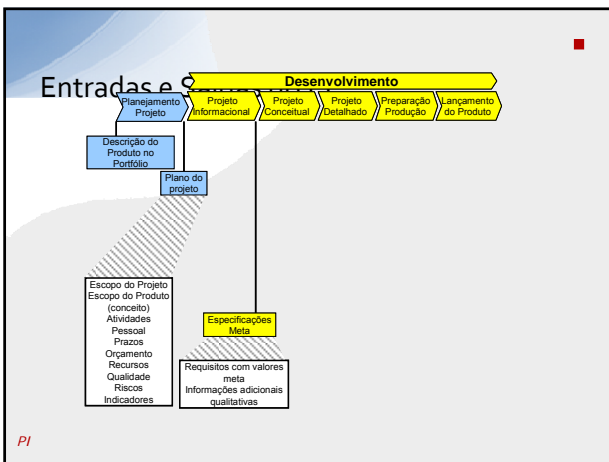 Entradas e
Desenvolvimento
Planejamento
Projeto
Projeto
Informacional
Projeto
Conceitual
Projeto
Detalhado
Preparação
Produção
Lançamento
do Produto
Descrição do
Produto no
Portfólio
Plano do
projeto
Escopo do Projeto
Escopo do Produto
(conceito)
Atividades
Pessoal
Prazos
Orçamento
Recursos
Qualidade
Riscos
Indicadores
Especificações
Meta
Requisitos com valores
meta
Informações adicionais
qualitativas
PI